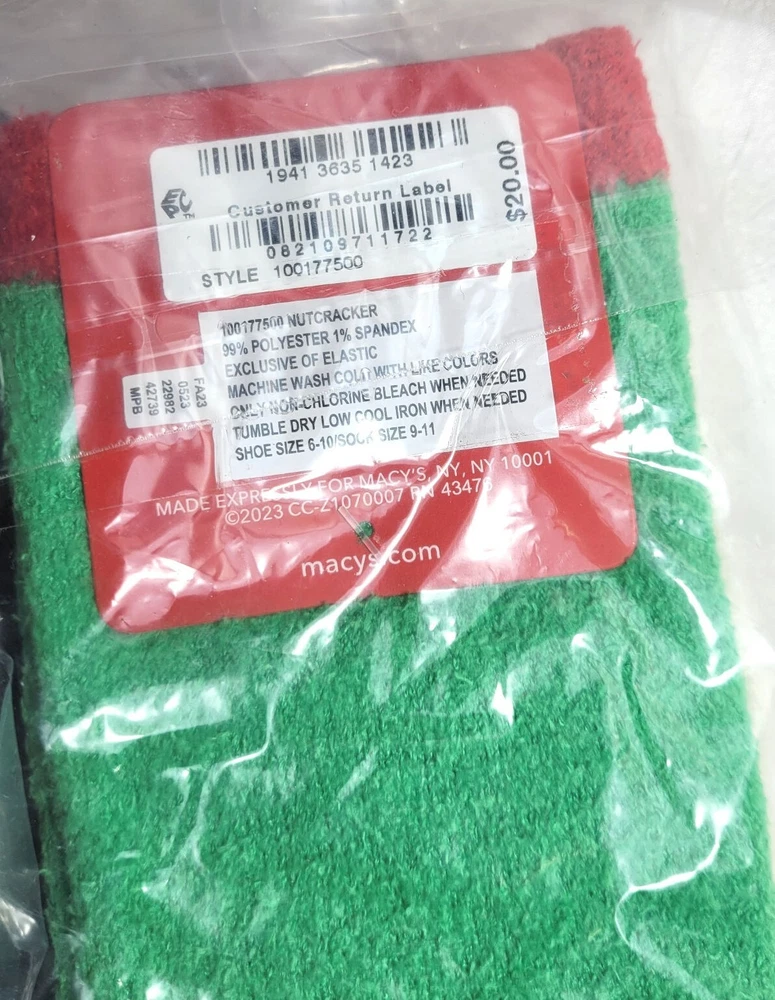 1941 3635 1423
Customer Return Label
082109711722
STYLE 100177500
$20.00
100177500 NUTCRACKER
99% POLYESTER 1% SPANDEX
EXCLUSIVE OF ELASTIC
MACHINE WASH COLD WITH LIKE COLORS
ONLY NON-CHLORINE BLEACH WHEN NEEDED
TUMBLE DRY LOW COOL IRON WHEN NEEDED
SHOE SIZE 6-10/SOCK SIZE 9-11
FA23
0523
22982
42739
MPB
MADE EXPRESSLY FOR MACY'S, NY, NY 10001
©2023 CC-Z1070007 RN 43476
macys.com